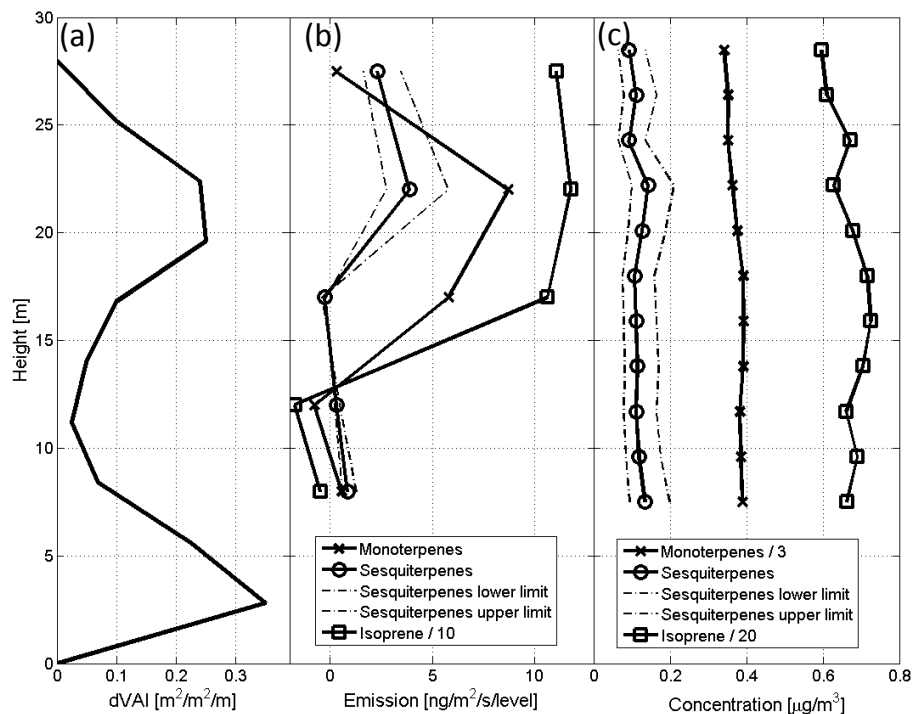 (a)
(b)
(c)
30
25
20
15
10
5
0
Height [m]
0 0.1 0.2 0.3
dVAI [m²/m²/m]
0 5 10
Emission [ng/m²/s/level]
0 0.2 0.4 0.6 0.8
Concentration [μg/m³]
Monoterpenes
Sesquiterpenes
Sesquiterpenes lower limit
Sesquiterpenes upper limit
Isoprene / 10
Monoterpenes / 3
Sesquiterpenes
Sesquiterpenes lower limit
Sesquiterpenes upper limit
Isoprene / 20